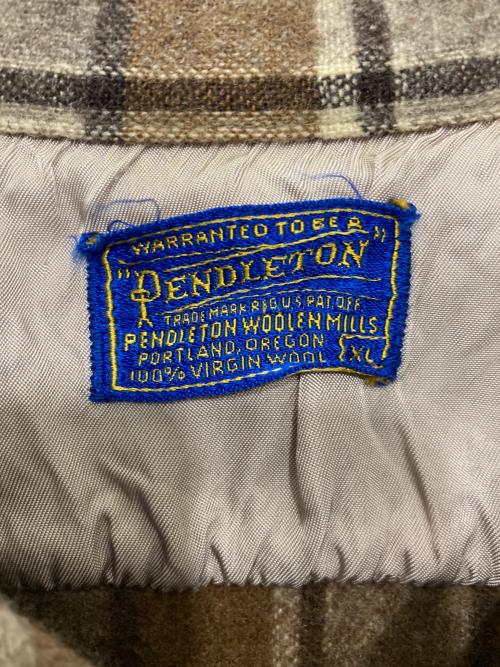 WARRANTED TO BE A
"PENDLETON"
TRADE MARK REG U.S. PAT. OFF.
PENDLETON WOOLEN MILLS
PORTLAND, OREGON
100% VIRGIN WOOL
XL